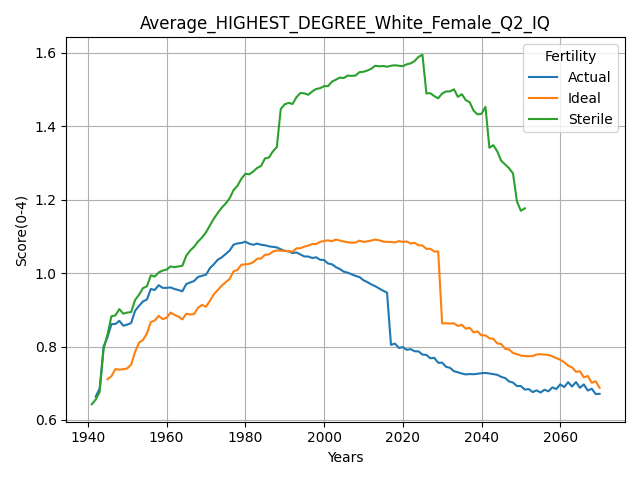 Average_HIGHEST_DEGREE_White_Female_Q2_IQ
Fertility
Actual
Ideal
Sterile
Score(0-4)
1.6
1.4
1.2
1.0
0.8
0.6
1940 1960 1980 2000 2020 2040 2060
Years